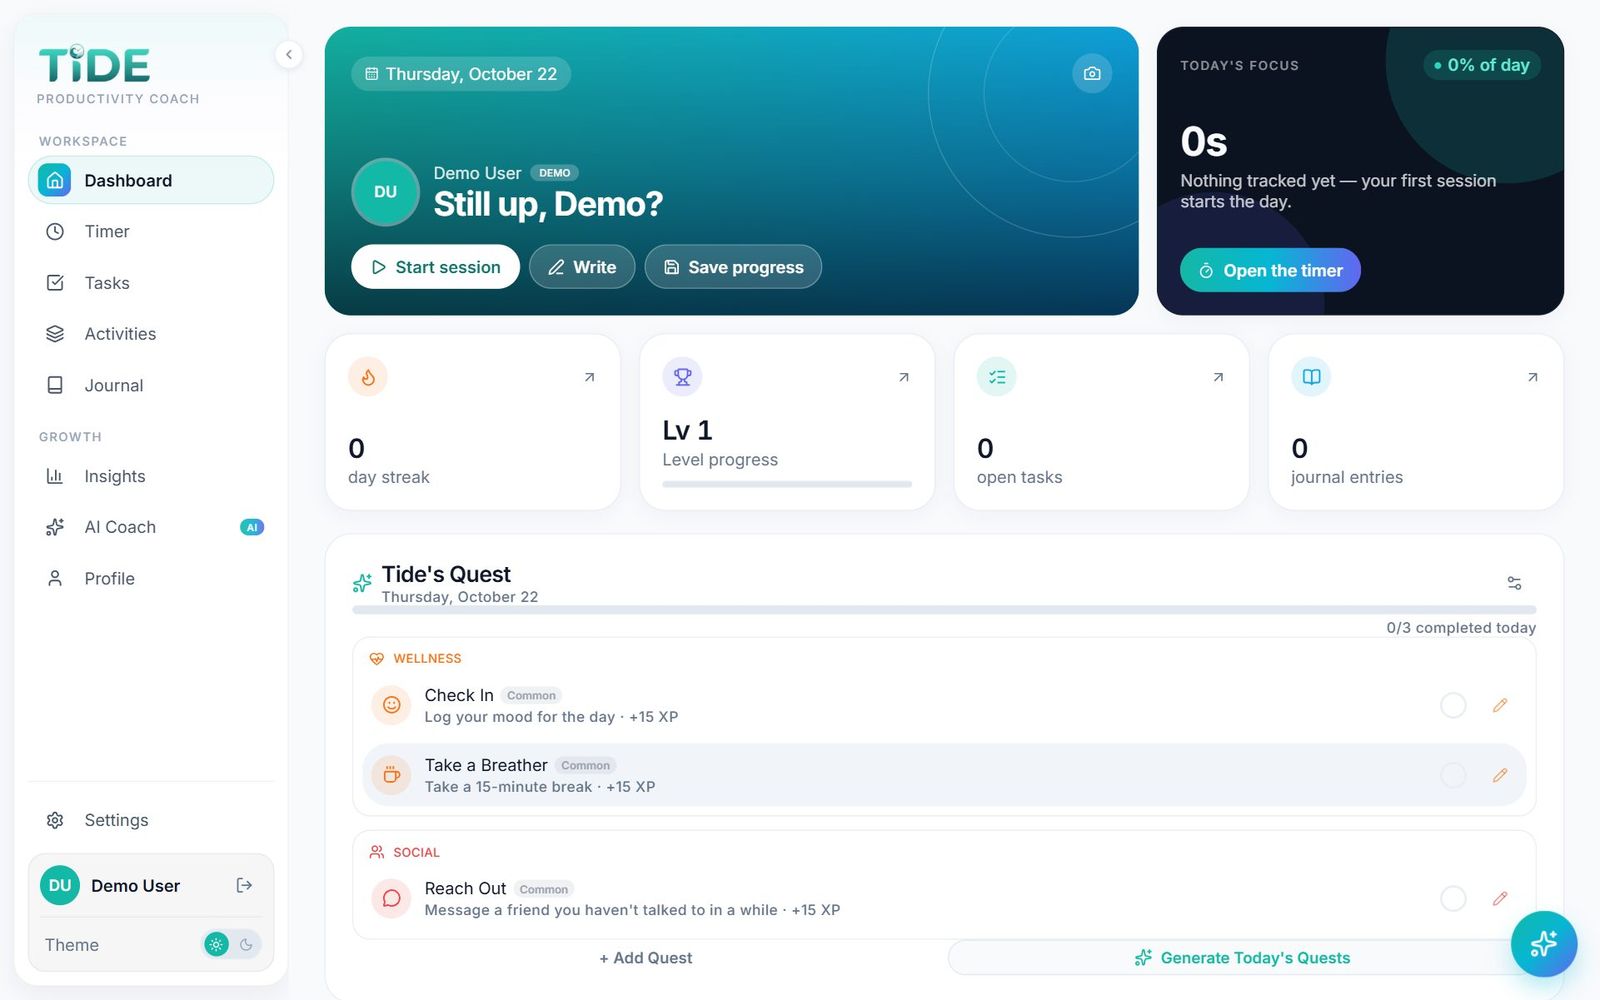 TiDE
PRODUCTIVITY COACH
WORKSPACE
Dashboard
Timer
Tasks
Activities
Journal
GROWTH
Insights
AI Coach
AI
Profile
Settings
DU
Demo User
Theme
Thursday, October 22
DU
Demo User
DEMO
Still up, Demo?
Start session
Write
Save progress
TODAY'S FOCUS
0% of day
0s
Nothing tracked yet — your first session
starts the day.
Open the timer
0
day streak
Lv 1
Level progress
0
open tasks
0
journal entries
Tide's Quest
Thursday, October 22
0/3 completed today
WELLNESS
Check In
Common
Log your mood for the day · +15 XP
Take a Breather
Common
Take a 15-minute break · +15 XP
SOCIAL
Reach Out
Common
Message a friend you haven't talked to in a while · +15 XP
+ Add Quest
Generate Today's Quests